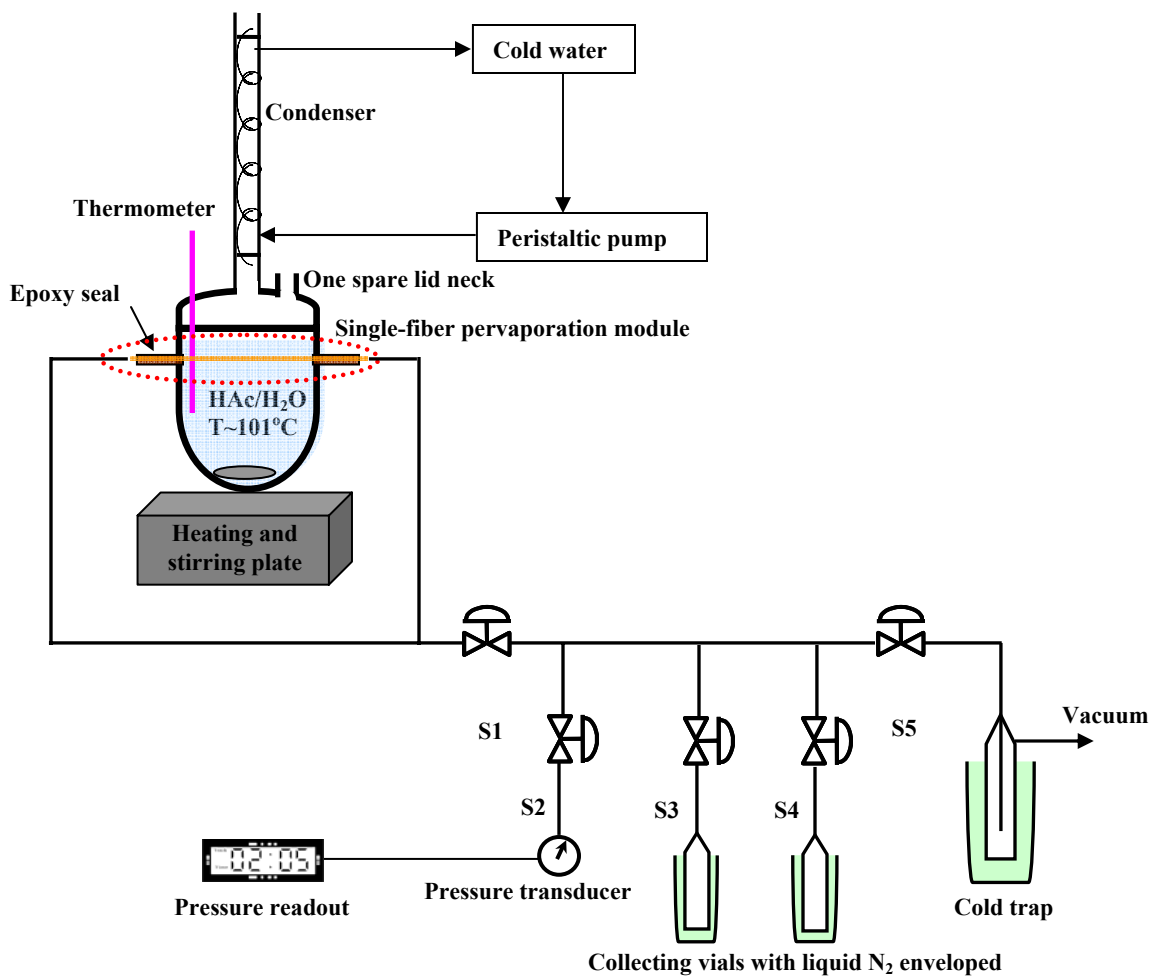 Cold water
Condenser
Thermometer
Peristaltic pump
One spare lid neck
Epoxy seal
Single-fiber pervaporation module
HAc/H₂O
T~101°C
Heating and
stirring plate
S1
S5
Vacuum
S2
S3
S4
02:05
Pressure readout
Pressure transducer
Cold trap
Collecting vials with liquid N₂ enveloped